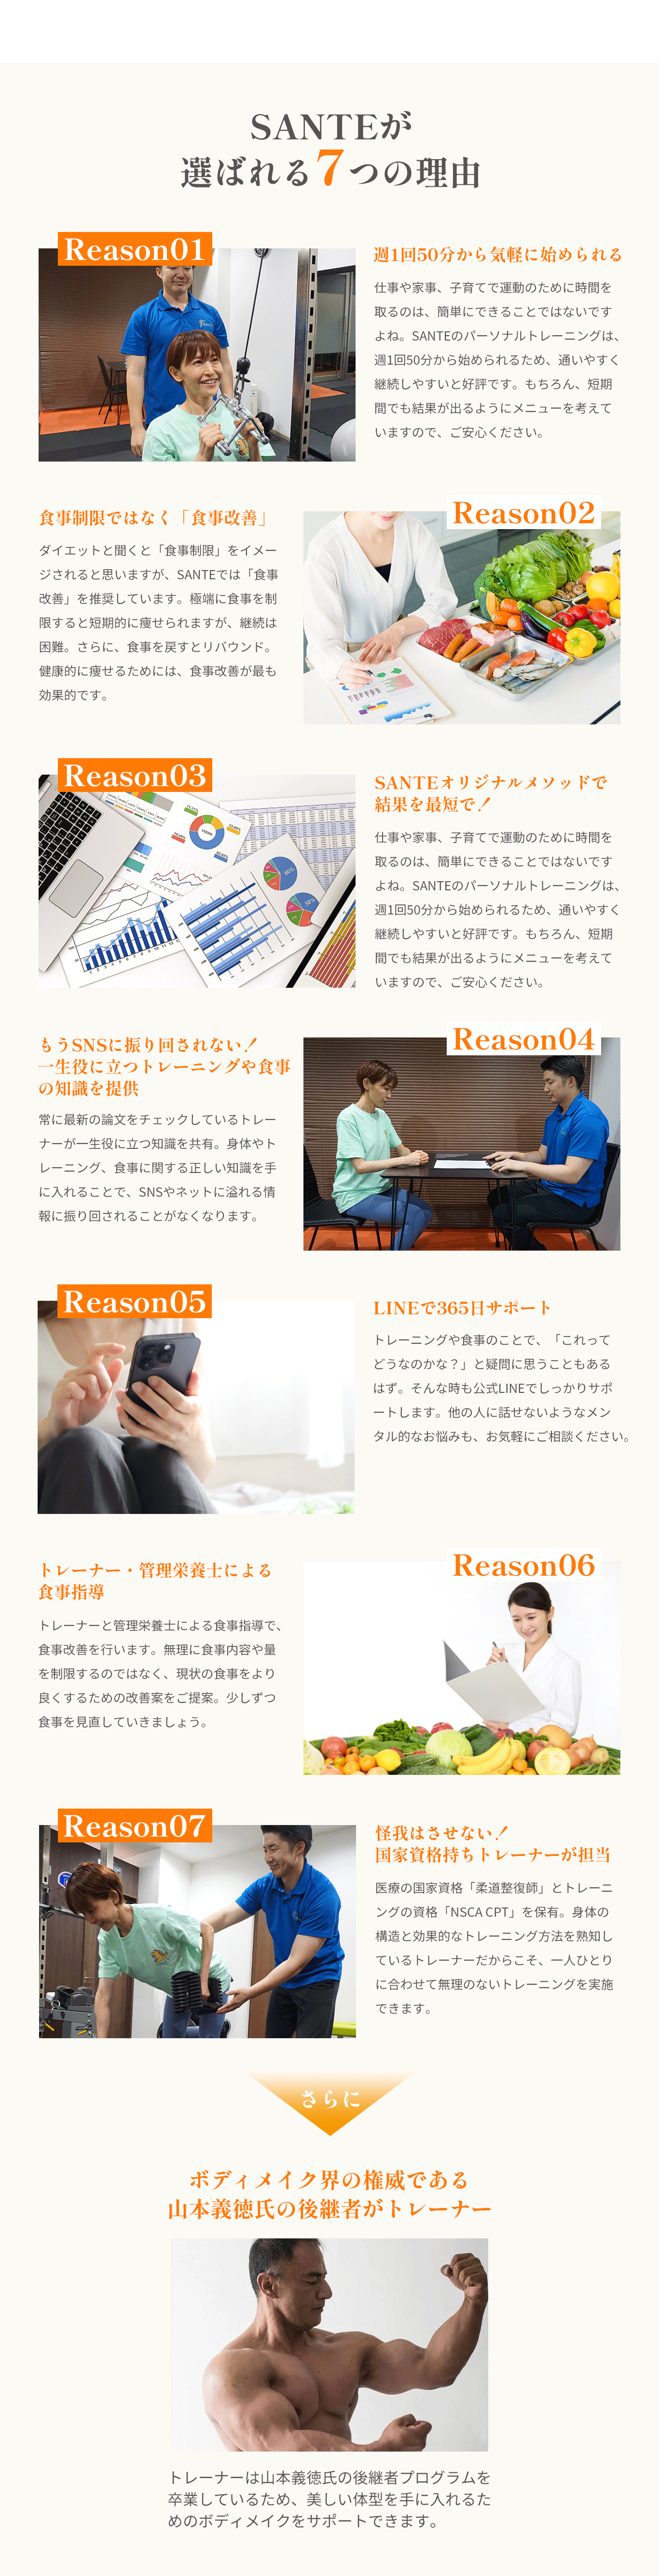 SANTEが
選ばれる7つの理由
Reason01
週1回50分から気軽に始められる
仕事や家事、子育てで運動のために時間を
取るのは、簡単にできることではないです
よね。SANTEのパーソナルトレーニングは、
週1回50分から始められるため、通いやすく
継続しやすいと好評です。もちろん、短期
間でも結果が出るようにメニューを考えて
いますので、ご安心ください。
Reason02
食事制限ではなく「食事改善」
ダイエットと聞くと「食事制限」をイメー
ジされると思いますが、SANTEでは「食事
改善」を推奨しています。極端に食事を制
限すると短期的に痩せられますが、継続は
困難。さらに、食事を戻すとリバウンド。
健康的に痩せるためには、食事改善が最も
効果的です。
Reason03
SANTEオリジナルメソッドで
結果を最短で！
仕事や家事、子育てで運動のために時間を
取るのは、簡単にできることではないです
よね。SANTEのパーソナルトレーニングは、
週1回50分から始められるため、通いやすく
継続しやすいと好評です。もちろん、短期
間でも結果が出るようにメニューを考えて
いますので、ご安心ください。
Reason04
もうSNSに振り回されない！
一生役に立つトレーニングや食事
の知識を提供
常に最新の論文をチェックしているトレー
ナーが一生役に立つ知識を共有。身体やト
レーニング、食事に関する正しい知識を手
に入れることで、SNSやネットに溢れる情
報に振り回されることがなくなります。
Reason05
LINEで365日サポート
トレーニングや食事のことで、「これって
どうなのかな？」と疑問に思うこともある
はず。そんな時も公式LINEでしっかりサポ
ートします。他の人に話せないようなメン
タル的なお悩みも、お気軽にご相談ください。
Reason06
トレーナー・管理栄養士による
食事指導
トレーナーと管理栄養士による食事指導で、
食事改善を行います。無理に食事内容や量
を制限するのではなく、現状の食事をより
良くするための改善案をご提案。少しずつ
食事を見直していきましょう。
Reason07
怪我はさせない！
国家資格持ちトレーナーが担当
医療の国家資格「柔道整復師」とトレーニ
ングの資格「NSCA CPT」を保有。身体の
構造と効果的なトレーニング方法を熟知し
ているトレーナーだからこそ、一人ひとり
に合わせて無理のないトレーニングを実施
できます。
さらに
ボディメイク界の権威である
山本義徳氏の後継者がトレーナー
トレーナーは山本義徳氏の後継者プログラムを
卒業しているため、美しい体型を手に入れるた
めのボディメイクをサポートできます。